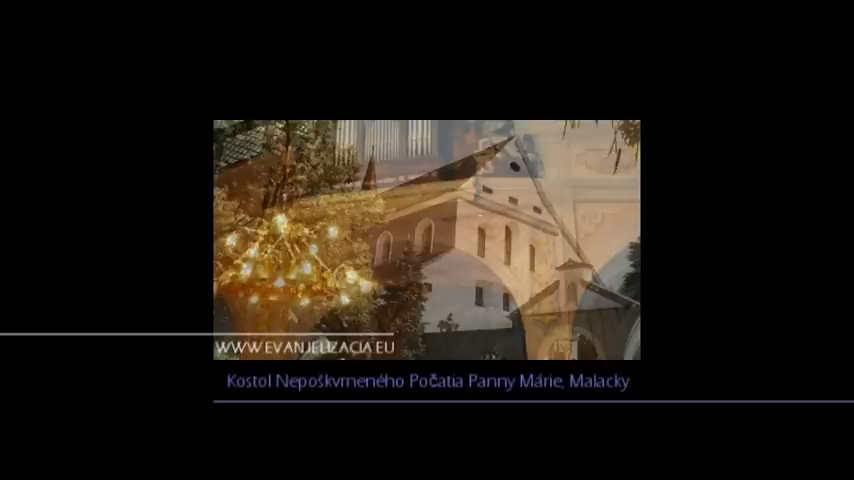 WWW.EVANJELIZACIA.EU
Kostol Nepoškvrneného Počatia Panny Márie, Malacky